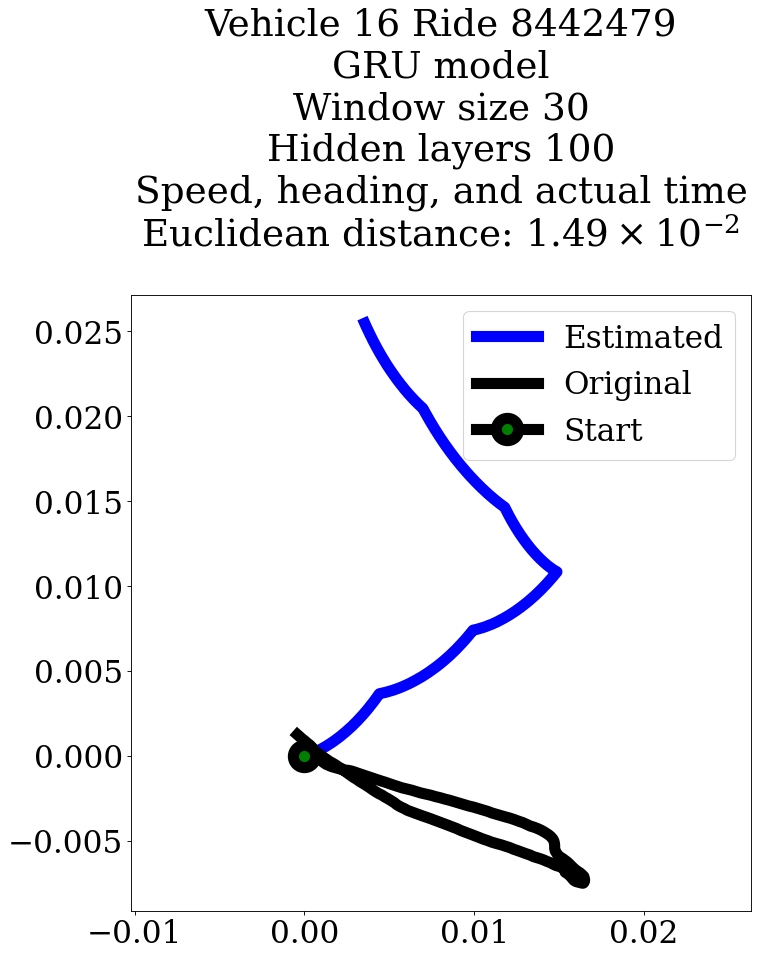 Vehicle 16 Ride 8442479
GRU model
Window size 30
Hidden layers 100
Speed, heading, and actual time
Euclidean distance: 1.49 × 10⁻²
Estimated
Original
Start
0.025
0.020
0.015
0.010
0.005
0.000
−0.005
−0.01
0.00
0.01
0.02